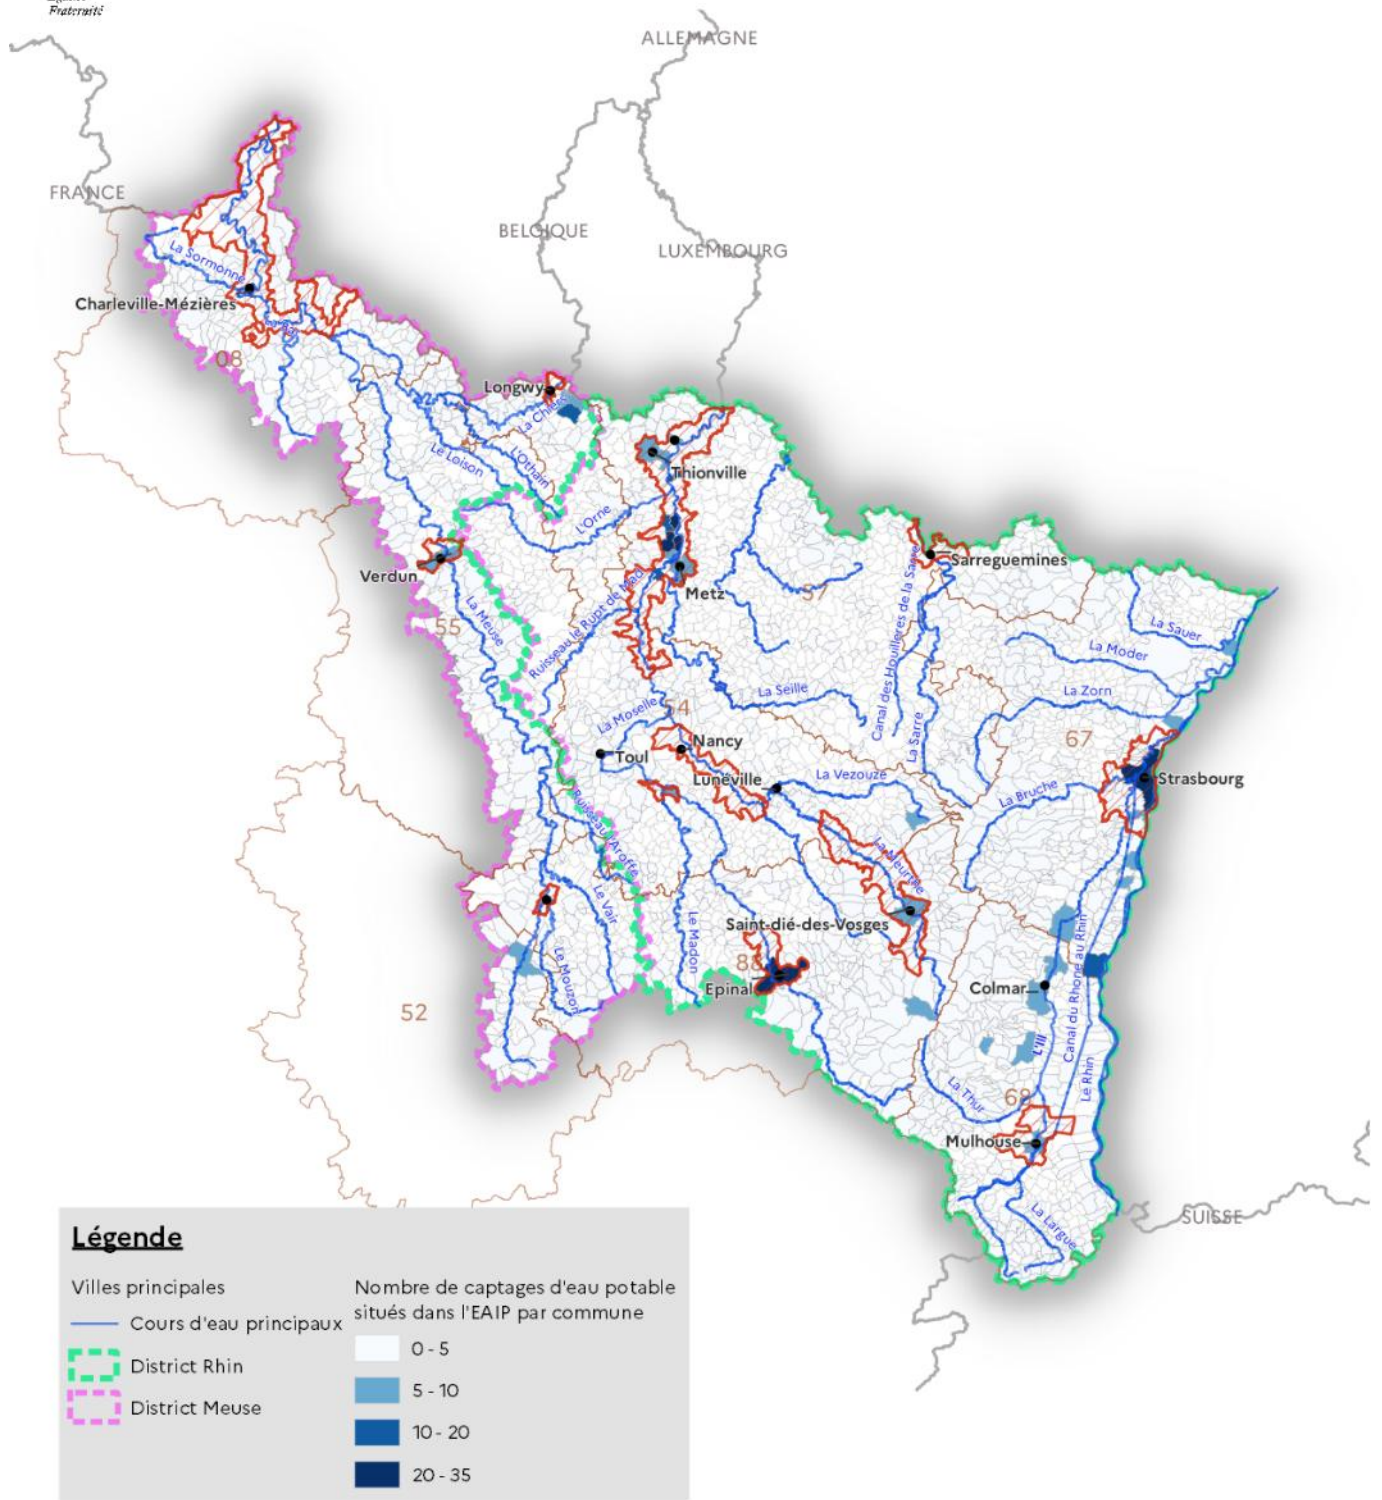 Fraternité
ALLEMAGNE
FRANCE
BELGIQUE
LUXEMBOURG
La Sormonne
Charleville-Mézières
08
Longwy
La Chiers
L'Othain
Le Loison
Thionville
L'Orne
Verdun
Metz
Sarreguemines
57
55
La Meuse
Ruisseau le Rupt de Mad
Canal des Houilleres de la Sarre
La Sauer
La Moder
La Seille
La Zorn
54
La Moselle
La Sarre
67
Nancy
Toul
Lunéville
La Vezouze
Strasbourg
La Bruche
Ruisseau l'Aroffe
La Meurthe
Le Vair
Le Madon
Saint-dié-des-Vosges
88
Le Mouzon
Epinal
Colmar
Canal du Rhone au Rhin
52
L'Ill
Le Rhin
La Thur
68
Mulhouse
La Largue
SUISSE
Légende
Villes principales
Cours d'eau principaux
District Rhin
District Meuse
Nombre de captages d'eau potable
situés dans l'EAIP par commune
0 - 5
5 - 10
10 - 20
20 - 35